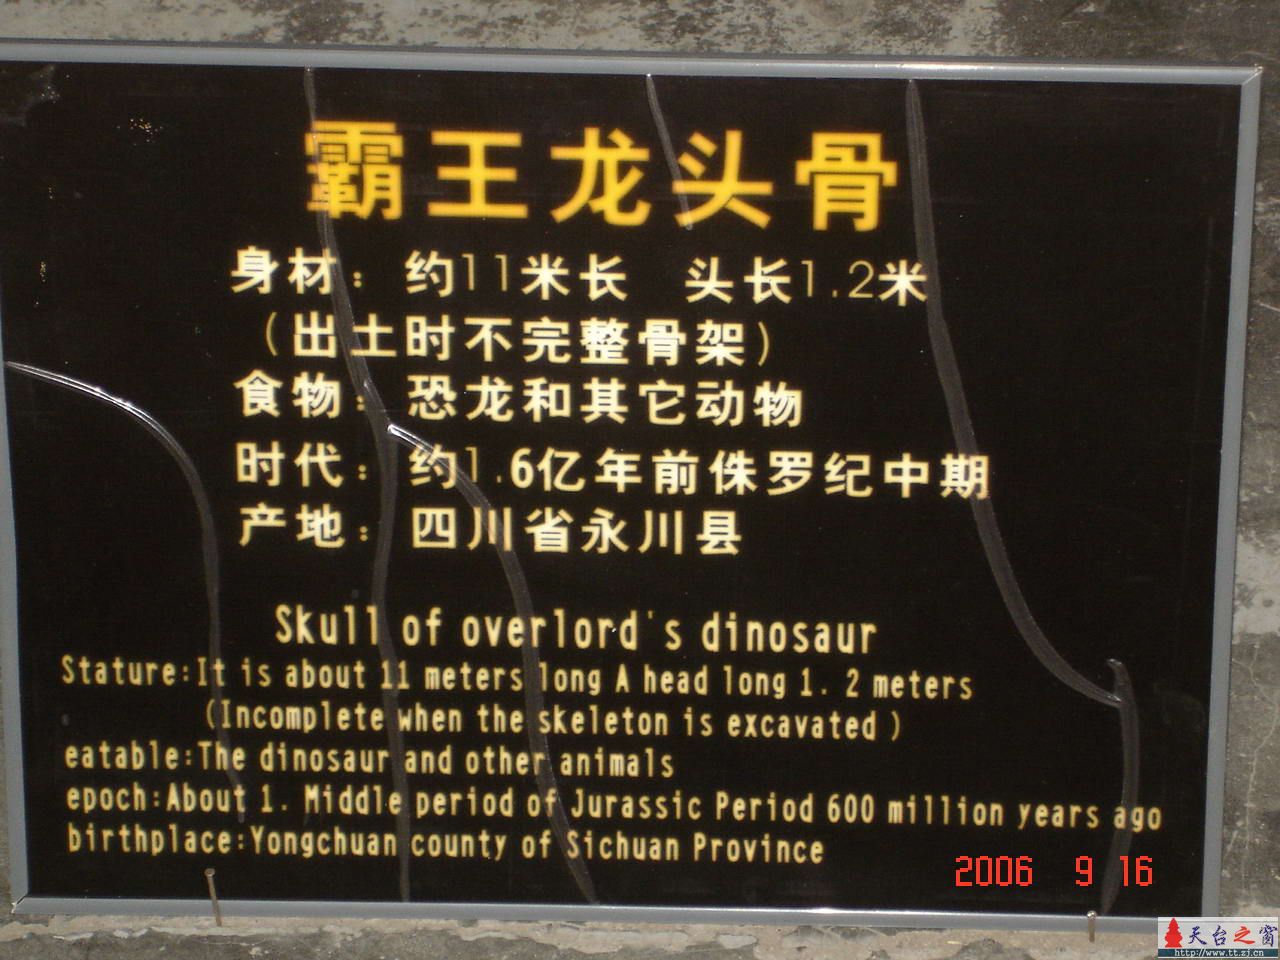 霸王龙头骨
身材：约11米长 头长1.2米
（出土时不完整骨架）
食物：恐龙和其它动物
时代：约1.6亿年前侏罗纪中期
产地：四川省永川县
Skull of overlord's dinosaur
Stature:It is about 11 meters long A head long 1. 2 meters
(Incomplete when the skeleton is excavated )
eatable:The dinosaur and other animals
epoch:About 1. Middle period of Jurassic Period 600 million years ago
birthplace:Yongchuan county of Sichuan Province
2006 9 16
天台之窗
http://www.tt.zj.cn